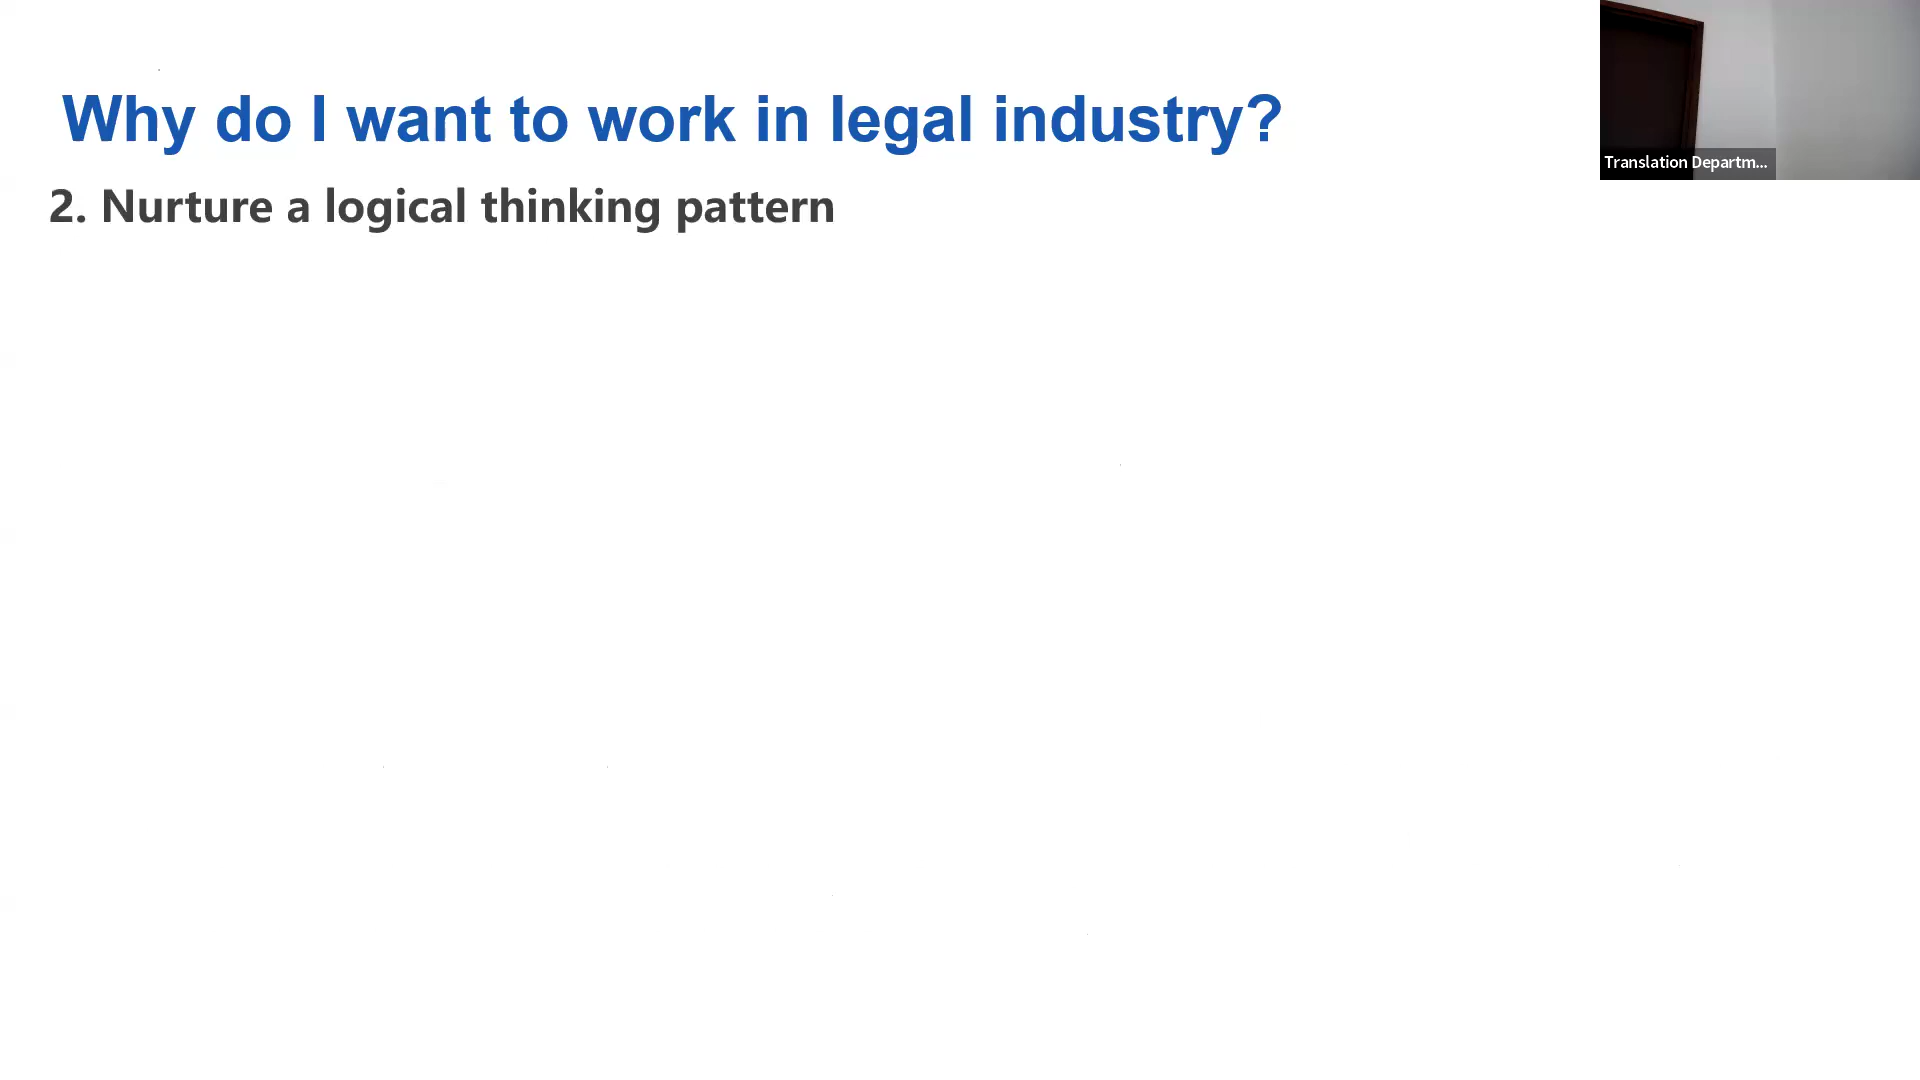 Why do I want to work in legal industry?
2. Nurture a logical thinking pattern
Translation Departm...